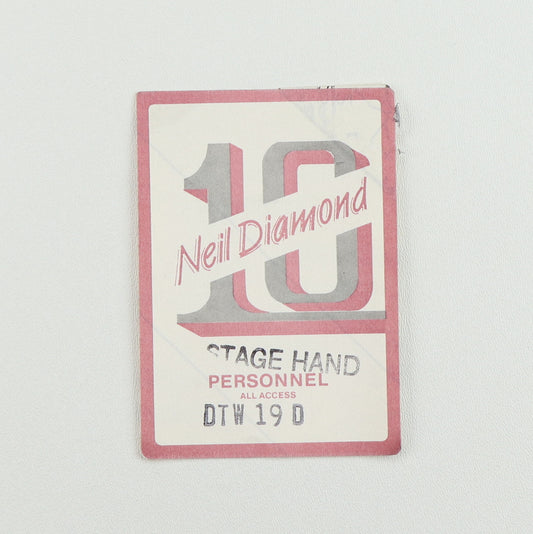 10
Neil Diamond
STAGE HAND
PERSONNEL
ALL ACCESS
DTW 19 D